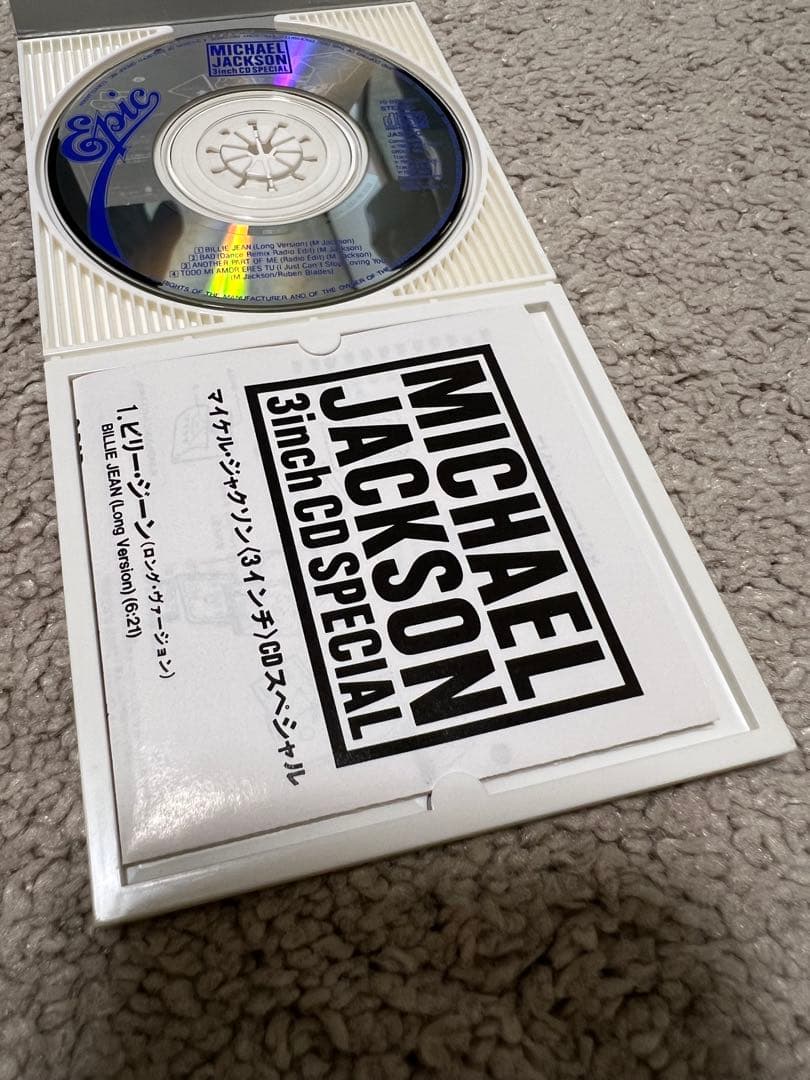 MICHAEL
JACKSON
3inch CD SPECIAL
Epic
1 BILLIE JEAN (Long Version) (M Jackson)
2 BAD (Dance Remix Radio Edit) (M Jackson)
3 ANOTHER PART OF ME (Radio Edit) (M Jackson)
4 TODO MI AMOR ERES TU (I Just Can't Stop Loving You)
(M Jackson/Ruben Blades)
RIGHTS OF THE MANUFACTURER AND OF THE OWNER OF THE
MICHAEL
JACKSON
3inch CD SPECIAL
マイケル・ジャクソン〈3インチ〉CDスペシャル
1. ビリー・ジーン (ロング・ヴァージョン)
BILLIE JEAN (Long Version) (6:21)